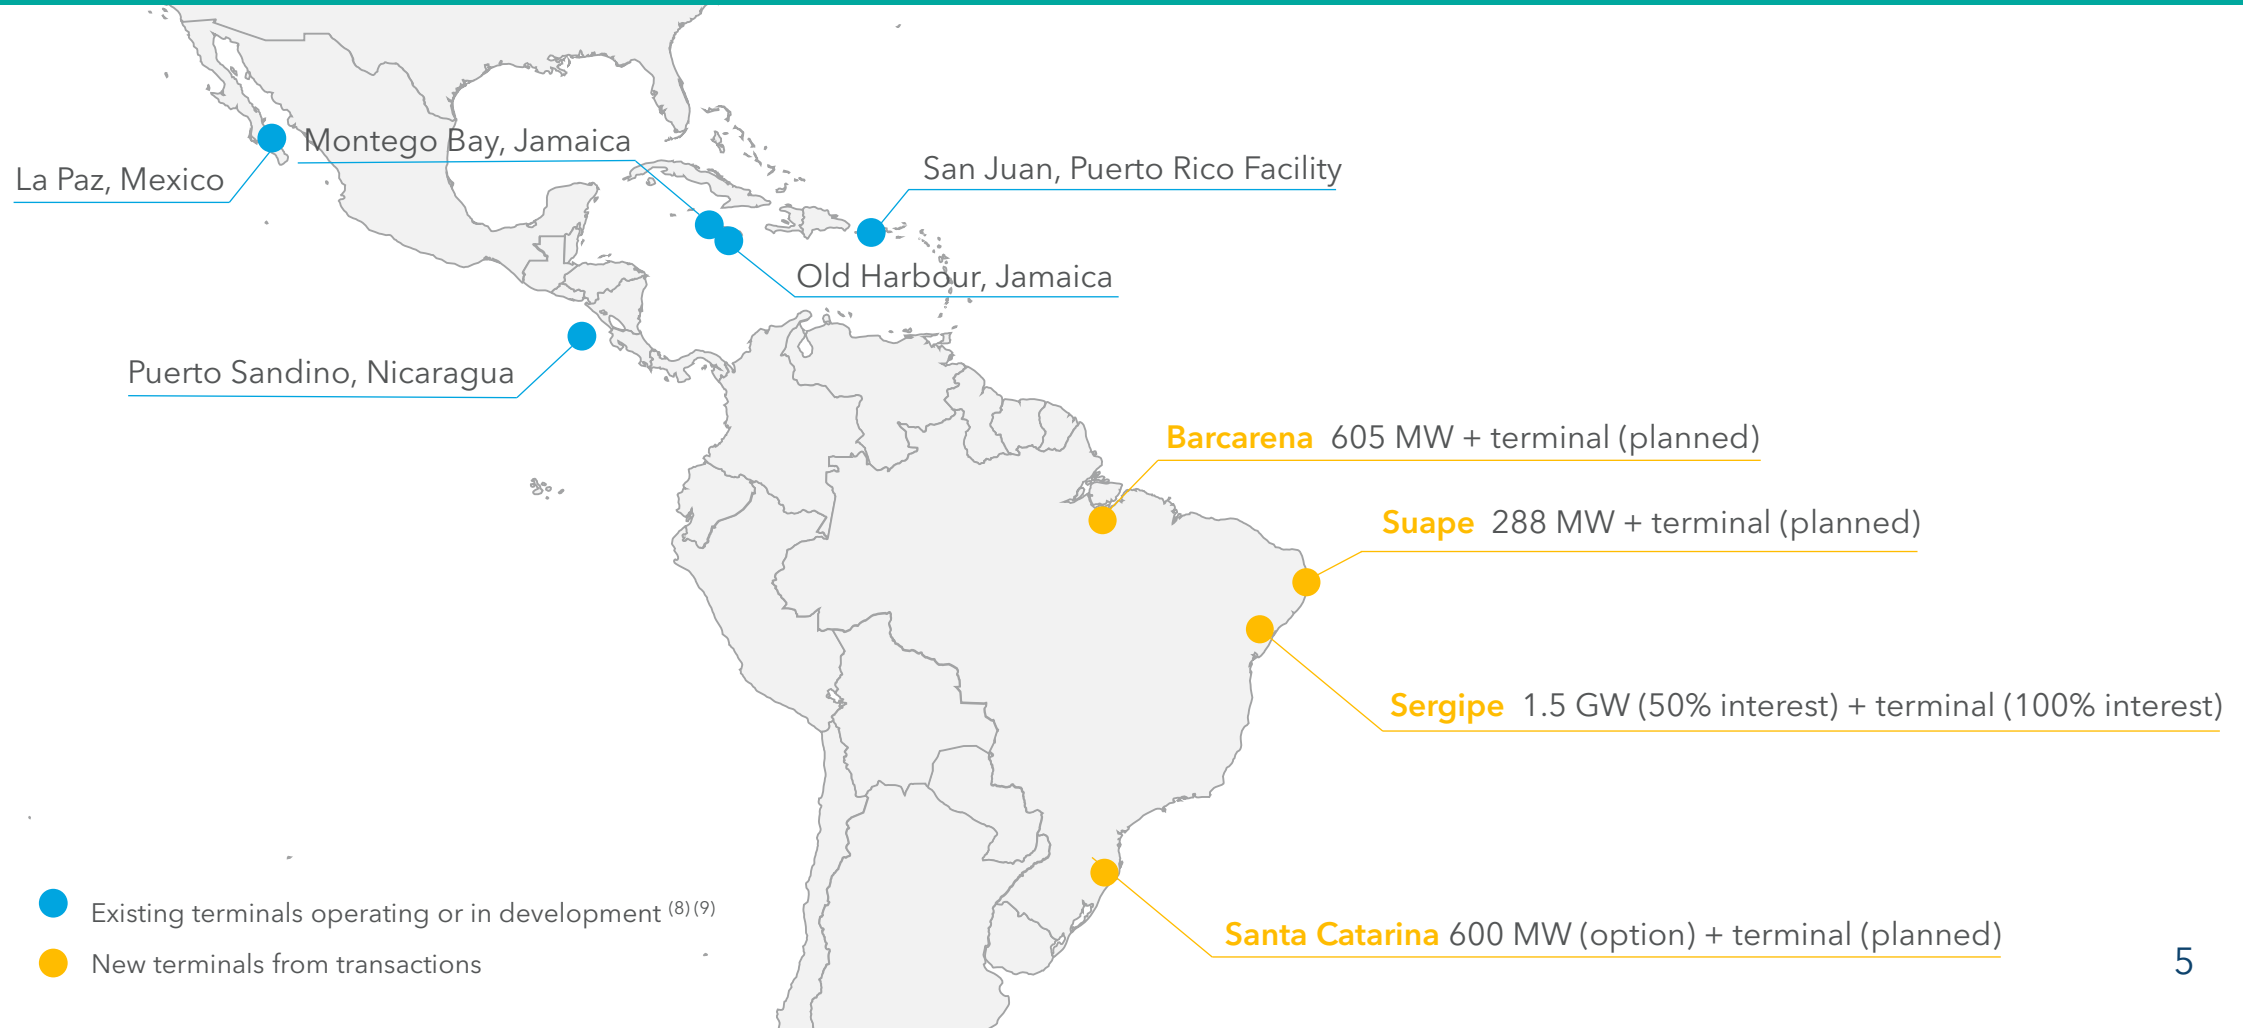 Montego Bay, Jamaica
La Paz, Mexico
San Juan, Puerto Rico Facility
Old Harbour, Jamaica
Puerto Sandino, Nicaragua
Barcarena 605 MW + terminal (planned)
Suape 288 MW + terminal (planned)
Sergipe 1.5 GW (50% interest) + terminal (100% interest)
Santa Catarina 600 MW (option) + terminal (planned)
Existing terminals operating or in development (8) (9)
New terminals from transactions
5